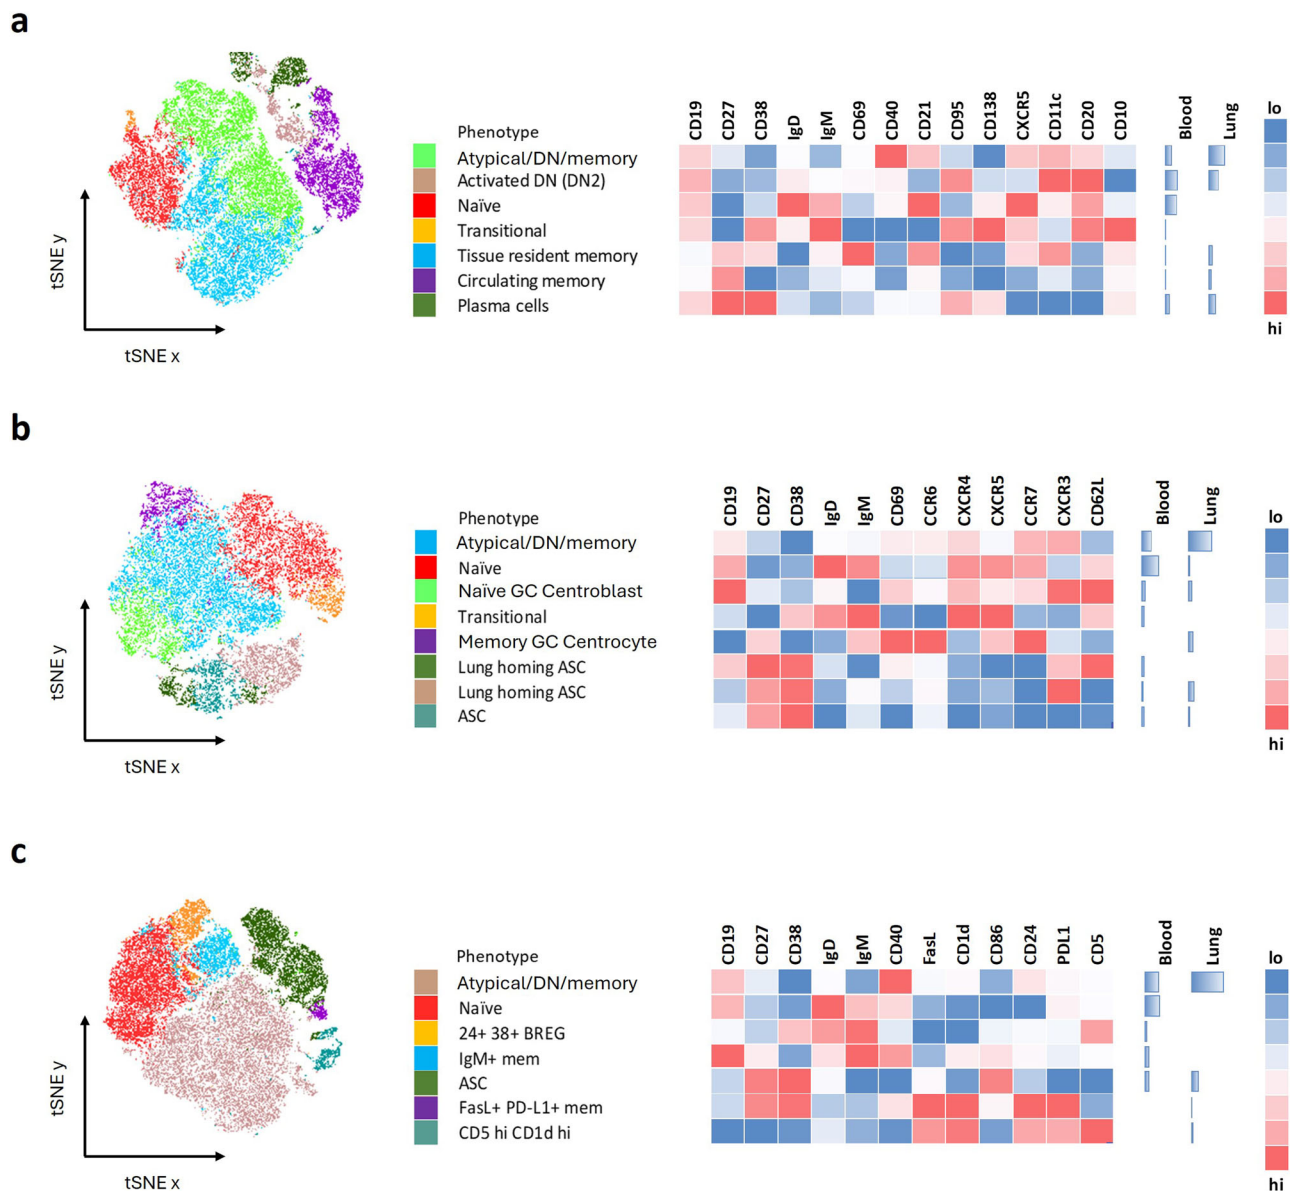 a
CD19 CD27 CD38 IgD IgM CD69 CD40 CD21 CD95 CD138 CXCR5 CD11c CD20 CD10 Blood Lung lo
Phenotype
Atypical/DN/memory
Activated DN (DN2)
Naïve
Transitional
Tissue resident memory
Circulating memory
Plasma cells
hi
tSNE y
tSNE x
b
CD19 CD27 CD38 IgD IgM CD69 CCR6 CXCR4 CXCR5 CCR7 CXCR3 CD62L Blood Lung lo
Phenotype
Atypical/DN/memory
Naïve
Naïve GC Centroblast
Transitional
Memory GC Centrocyte
Lung homing ASC
Lung homing ASC
ASC
hi
tSNE y
tSNE x
c
CD19 CD27 CD38 IgD IgM CD40 FasL CD1d CD86 CD24 PDL1 CD5 Blood Lung lo
Phenotype
Atypical/DN/memory
Naïve
24+ 38+ BREG
IgM+ mem
ASC
FasL+ PD-L1+ mem
CD5 hi CD1d hi
hi
tSNE y
tSNE x